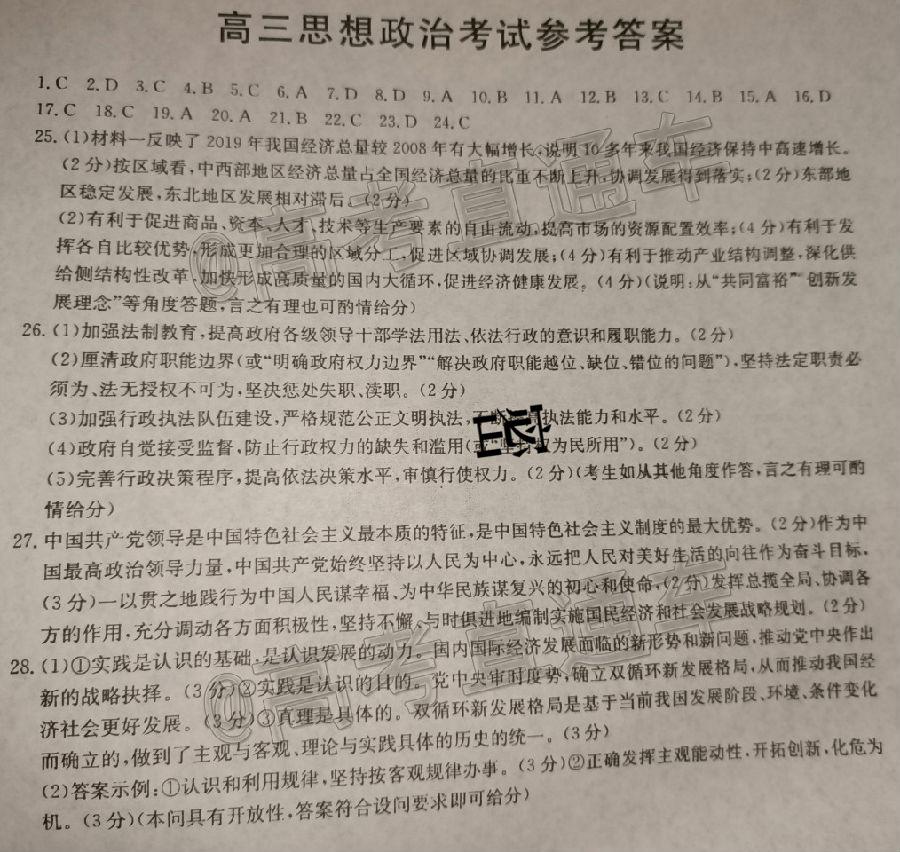 高三思想政治考试参考答案
1.C 2.D 3.C 4.B 5.C 6.A 7.D 8.D 9.A 10.B 11.A 12.B 13.C 14.B 15.A 16.D
17.C 18.C 19.A 20.A 21.B 22.C 23.D 24.C
25.(1)材料一反映了2019年我国经济总量较2008年有大幅增长,说明10多年来我国经济保持中高速增长。
(2分)按区域看,中西部地区经济总量占全国经济总量的比重不断上升,协调发展得到落实;(2分)东部地
区稳定发展,东北地区发展相对滞后。(2分)
(2)有利于促进商品、资本、人才、技术等生产要素的自由流动,提高市场的资源配置效率;(4分)有利于发
挥各自比较优势,形成更加合理的区域分工,促进区域协调发展;(4分)有利于推动产业结构调整,深化供
给侧结构性改革,加快形成高质量的国内大循环,促进经济健康发展。(4分)(说明:从“共同富裕”“创新发
展理念”等角度答题,言之有理也可酌情给分)
26.(1)加强法制教育,提高政府各级领导干部学法用法、依法行政的意识和履职能力。(2分)
(2)厘清政府职能边界(或“明确政府权力边界”“解决政府职能越位、缺位、错位的问题”),坚持法定职责必
须为、法无授权不可为,坚决惩处失职、渎职。(2分)
(3)加强行政执法队伍建设,严格规范公正文明执法,不断提高执法能力和水平。(2分)
(4)政府自觉接受监督,防止行政权力的缺失和滥用(或“坚持权为民所用”)。(2分)
(5)完善行政决策程序,提高依法决策水平,审慎行使权力。(2分)(考生如从其他角度作答,言之有理可酌
情给分)
27.中国共产党领导是中国特色社会主义最本质的特征,是中国特色社会主义制度的最大优势。(2分)作为中
国最高政治领导力量,中国共产党始终坚持以人民为中心,永远把人民对美好生活的向往作为奋斗目标,
(3分)一以贯之地践行为中国人民谋幸福、为中华民族谋复兴的初心和使命,(2分)发挥总揽全局、协调各
方的作用,充分调动各方面积极性,坚持不懈、与时俱进地编制实施国民经济和社会发展战略规划。(2分)
28.(1)①实践是认识的基础,是认识发展的动力。国内国际经济发展面临的新形势和新问题,推动党中央作出
新的战略抉择。(3分)②实践是认识的目的。党中央审时度势,确立双循环新发展格局,从而推动我国经
济社会更好发展。(3分)③真理是具体的。双循环新发展格局是基于当前我国发展阶段、环境、条件变化
而确立的,做到了主观与客观、理论与实践具体的历史的统一。(3分)
(2)答案示例:①认识和利用规律,坚持按客观规律办事。(3分)②正确发挥主观能动性,开拓创新,化危为
机。(3分)(本问具有开放性,答案符合设问要求即可给分)
@高考直通车
@高考直通车